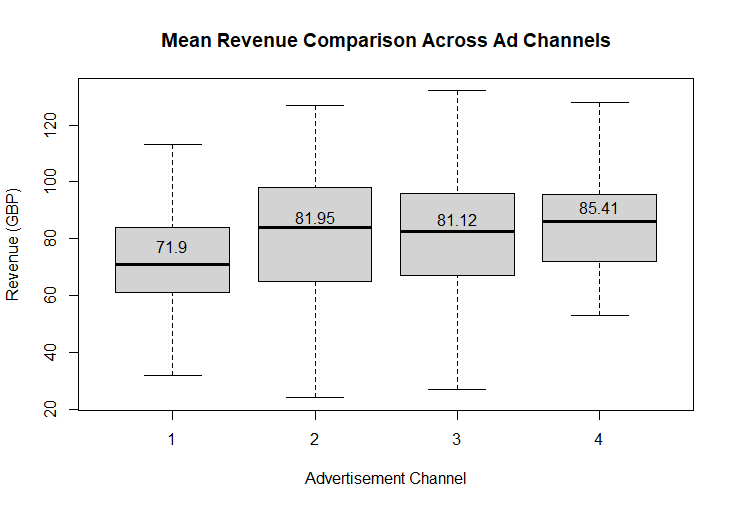 Mean Revenue Comparison Across Ad Channels
Revenue (GBP)
120
100
80
60
40
20
71.9
81.95
81.12
85.41
1 2 3 4
Advertisement Channel